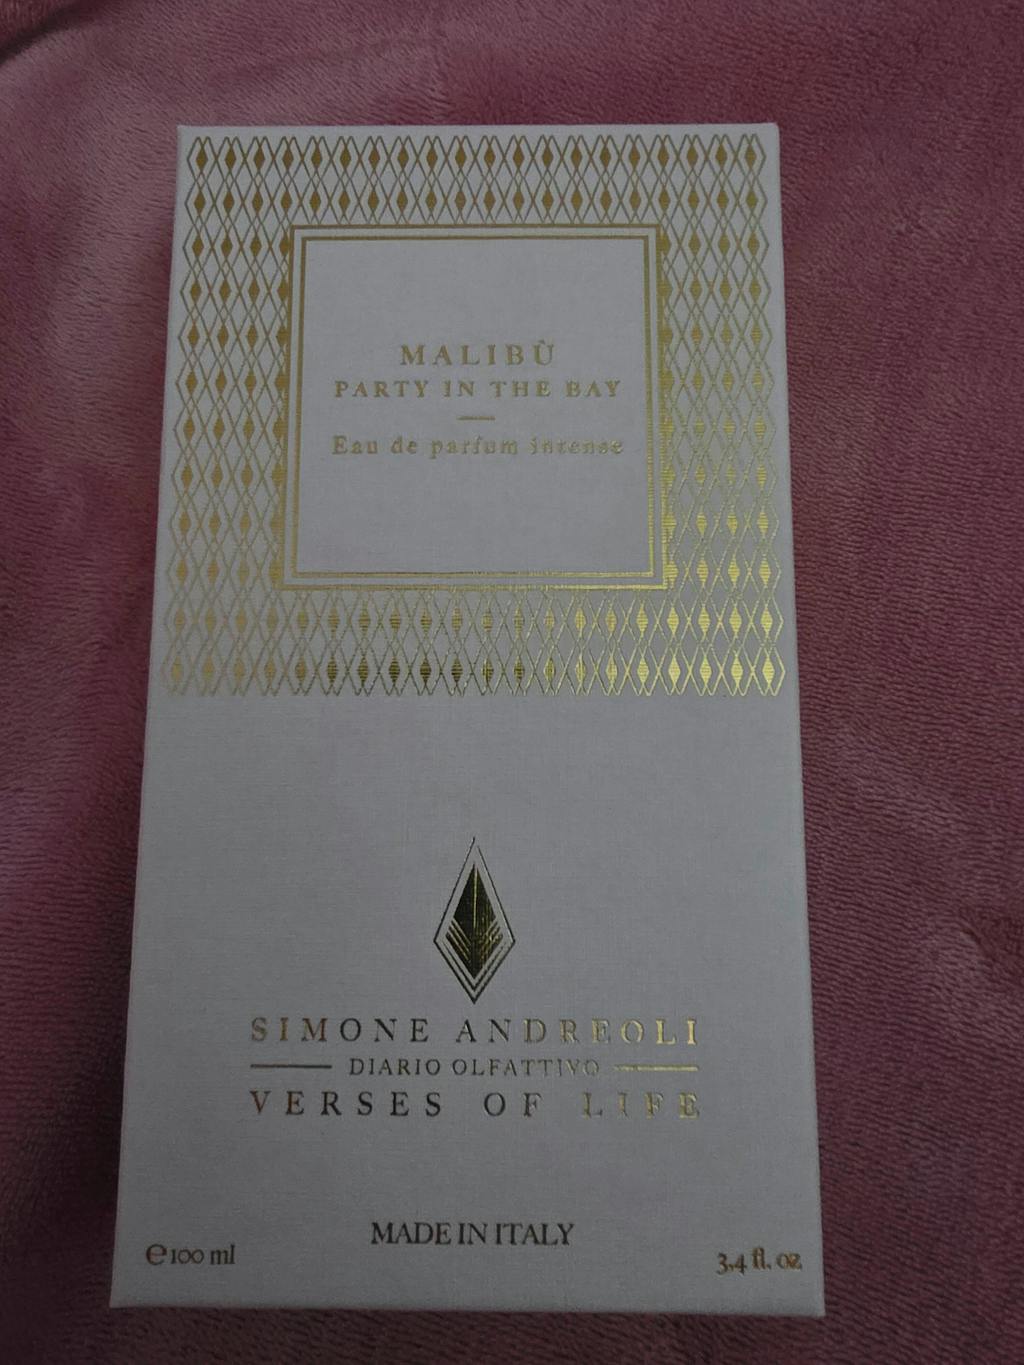 MALIBÙ
PARTY IN THE BAY
Eau de parfum intense
SIMONE ANDREOLI
DIARIO OLFATTIVO
VERSES OF LIFE
MADE IN ITALY
℮100 ml
3,4 fl. oz